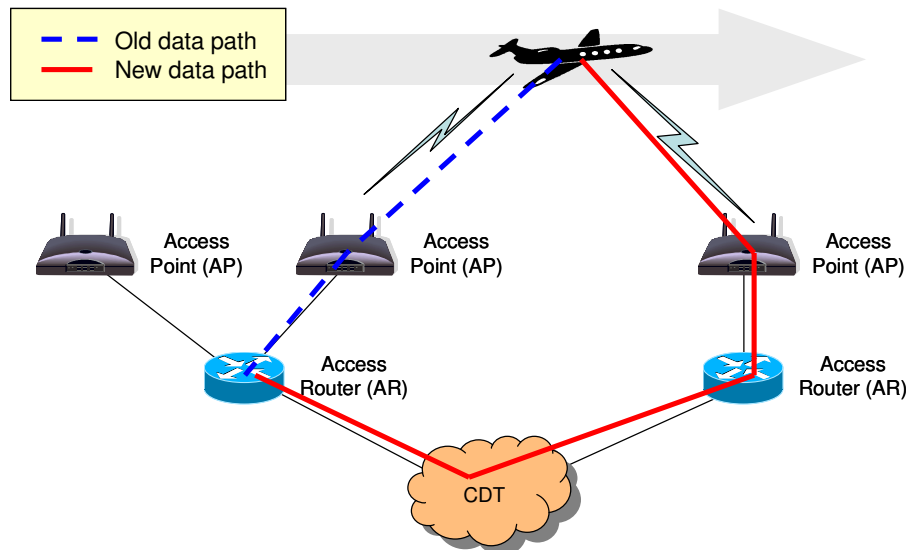 Old data path
New data path
Access
Point (AP)
Access
Point (AP)
Access
Point (AP)
Access
Router (AR)
Access
Router (AR)
CDT